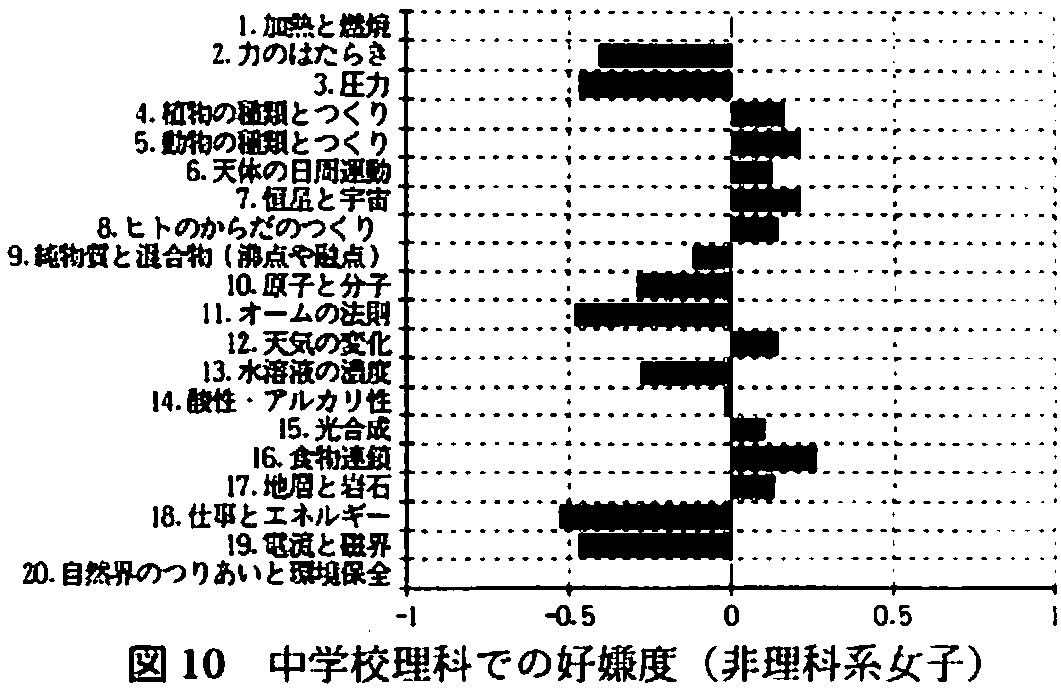 1. 加熱と燃焼
2. 力のはたらき
3. 圧力
4. 植物の種類とつくり
5. 動物の種類とつくり
6. 天体の日周運動
7. 恒星と宇宙
8. ヒトのからだのつくり
9. 純物質と混合物（沸点や融点）
10. 原子と分子
11. オームの法則
12. 天気の変化
13. 水溶液の濃度
14. 酸性・アルカリ性
15. 光合成
16. 食物連鎖
17. 地層と岩石
18. 仕事とエネルギー
19. 電流と磁界
20. 自然界のつりあいと環境保全
-1 -0.5 0 0.5 1
図10 中学校理科での好嫌度（非理科系女子）